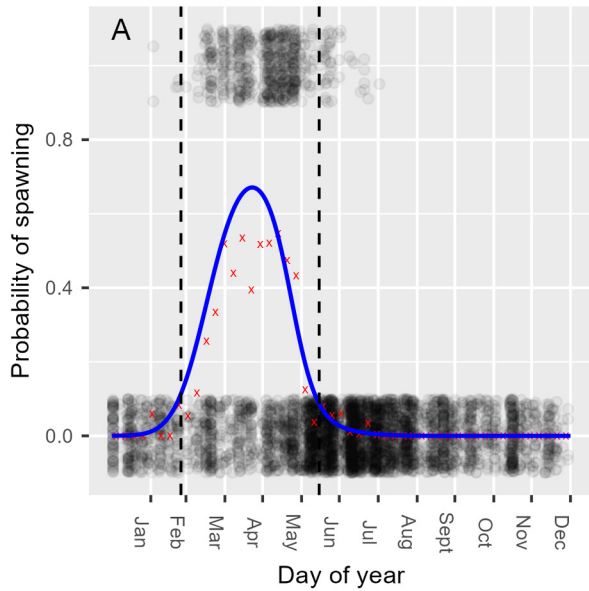 A
Probability of spawning
0.8
0.4
0.0
Jan Feb Mar Apr May Jun Jul Aug Sept Oct Nov Dec
Day of year